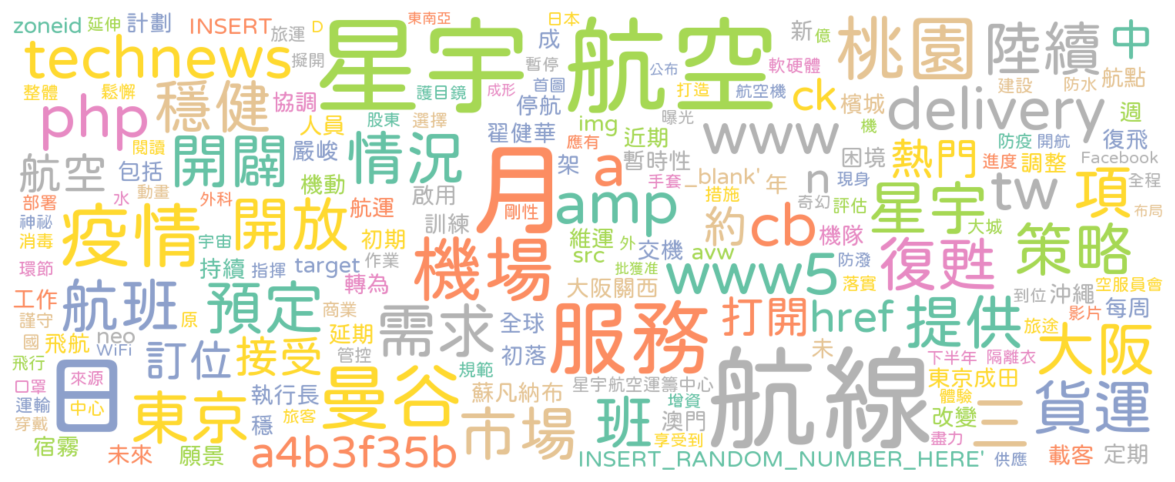 zoneid 延伸 計劃 INSERT 旅運 D 東南亞 日本 成 新 億 桃園 陸續 中
technews 擬開 星宇航空 暫停 公布 軟硬體 建設 防水 航點
整體 鬆懈 協調 護目鏡 成形 首圖 打造 航空機 ck 檳城 delivery 週
php 穩健 人員 股東 選擇 停航 img 曝光 www 機 防疫 開航 復飛
閱讀 嚴峻 翟健華 應有 近期 困境 熱門 進度 調整 Facebook
航空 包括 開闢 情況 月 架 a 暫時性 _blank' 年 n 現身 tw 項 全程
水 動畫 機動 啟用 手套 措施 奇幻 評估 星宇 大城 布局
部署 外科 航運 剛性 amp 約 cb 機隊
神祕 疫情 開放 訓練 維運 外 交機 復甦 策略
消毒 宇宙 初期 機場 src avw 防潑
環節 持續 指揮 target 作業 批獲准 www5 落實 空服員會
工作 航班 預定 轉為 大阪關西 到位 沖繩 影片 每周
謹守 原 商業 需求 全球 服務 打開 href 提供 旅途
國 飛航 neo 延期 大阪
飛行 WiFi 訂位 接受 管控 初落 未 下半年 隔離衣
口罩 來源 日 執行長 曼谷 規範 星宇航空運籌中心 航線 東京成田 體驗
運輸 中心 東京 旅客 蘇凡納布 增資 三 貨運
穿戴 穩 市場 班 澳門 改變
宿霧 未來 願景 a4b3f35b 享受到 盡力
INSERT_RANDOM_NUMBER_HERE' 供應 載客 定期